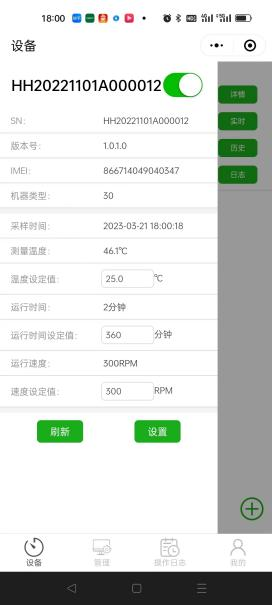 18:00
设备
HH20221101A000012
SN: HH20221101A000012
版本号: 1.0.1.0
IMEI: 866714049040347
机器类型: 30
采样时间: 2023-03-21 18:00:18
测量温度: 46.1℃
温度设定值: 25.0 ℃
运行时间: 2分钟
运行时间设定值: 360 分钟
运行速度: 300RPM
速度设定值: 300 RPM
刷新 设置
详情
实时
历史
日志
设备 管理 操作日志 我的